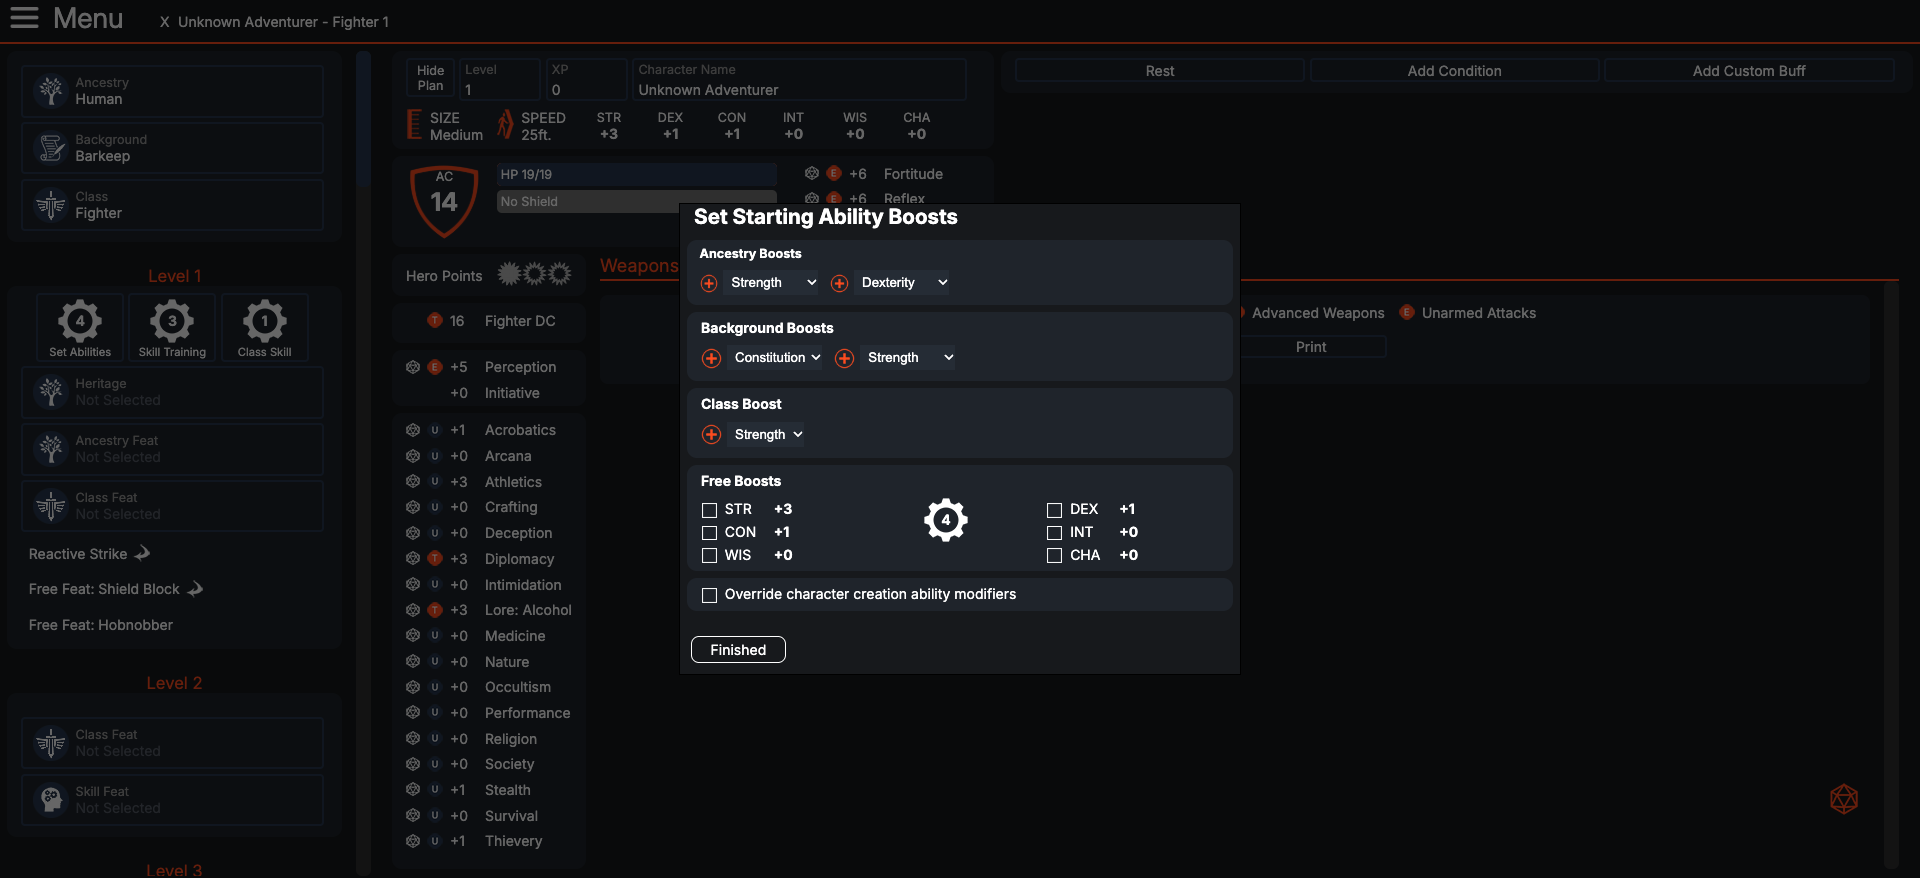 Menu
X Unknown Adventurer - Fighter 1
Ancestry
Human
Background
Barkeep
Class
Fighter
Level 1
4
Set Abilities
3
Skill Training
1
Class Skill
Heritage
Not Selected
Ancestry Feat
Not Selected
Class Feat
Not Selected
Reactive Strike
Free Feat: Shield Block
Free Feat: Hobnobber
Level 2
Class Feat
Not Selected
Skill Feat
Not Selected
Level 3
Hide
Plan
Level
1
XP
0
Character Name
Unknown Adventurer
SIZE
Medium
SPEED
25ft.
STR
+3
DEX
+1
CON
+1
INT
+0
WIS
+0
CHA
+0
AC
14
HP 19/19
No Shield
E +6 Fortitude
E +6 Reflex
Hero Points
T 16 Fighter DC
E +5 Perception
+0 Initiative
U +1 Acrobatics
U +0 Arcana
U +3 Athletics
U +0 Crafting
U +0 Deception
T +3 Diplomacy
U +0 Intimidation
T +3 Lore: Alcohol
U +0 Medicine
U +0 Nature
U +0 Occultism
U +0 Performance
U +0 Religion
U +0 Society
U +1 Stealth
U +0 Survival
U +1 Thievery
Rest
Add Condition
Add Custom Buff
Weapons
Advanced Weapons
E Unarmed Attacks
Print
Set Starting Ability Boosts
Ancestry Boosts
Strength Dexterity
Background Boosts
Constitution Strength
Class Boost
Strength
Free Boosts
STR +3
CON +1
WIS +0
4
DEX +1
INT +0
CHA +0
Override character creation ability modifiers
Finished